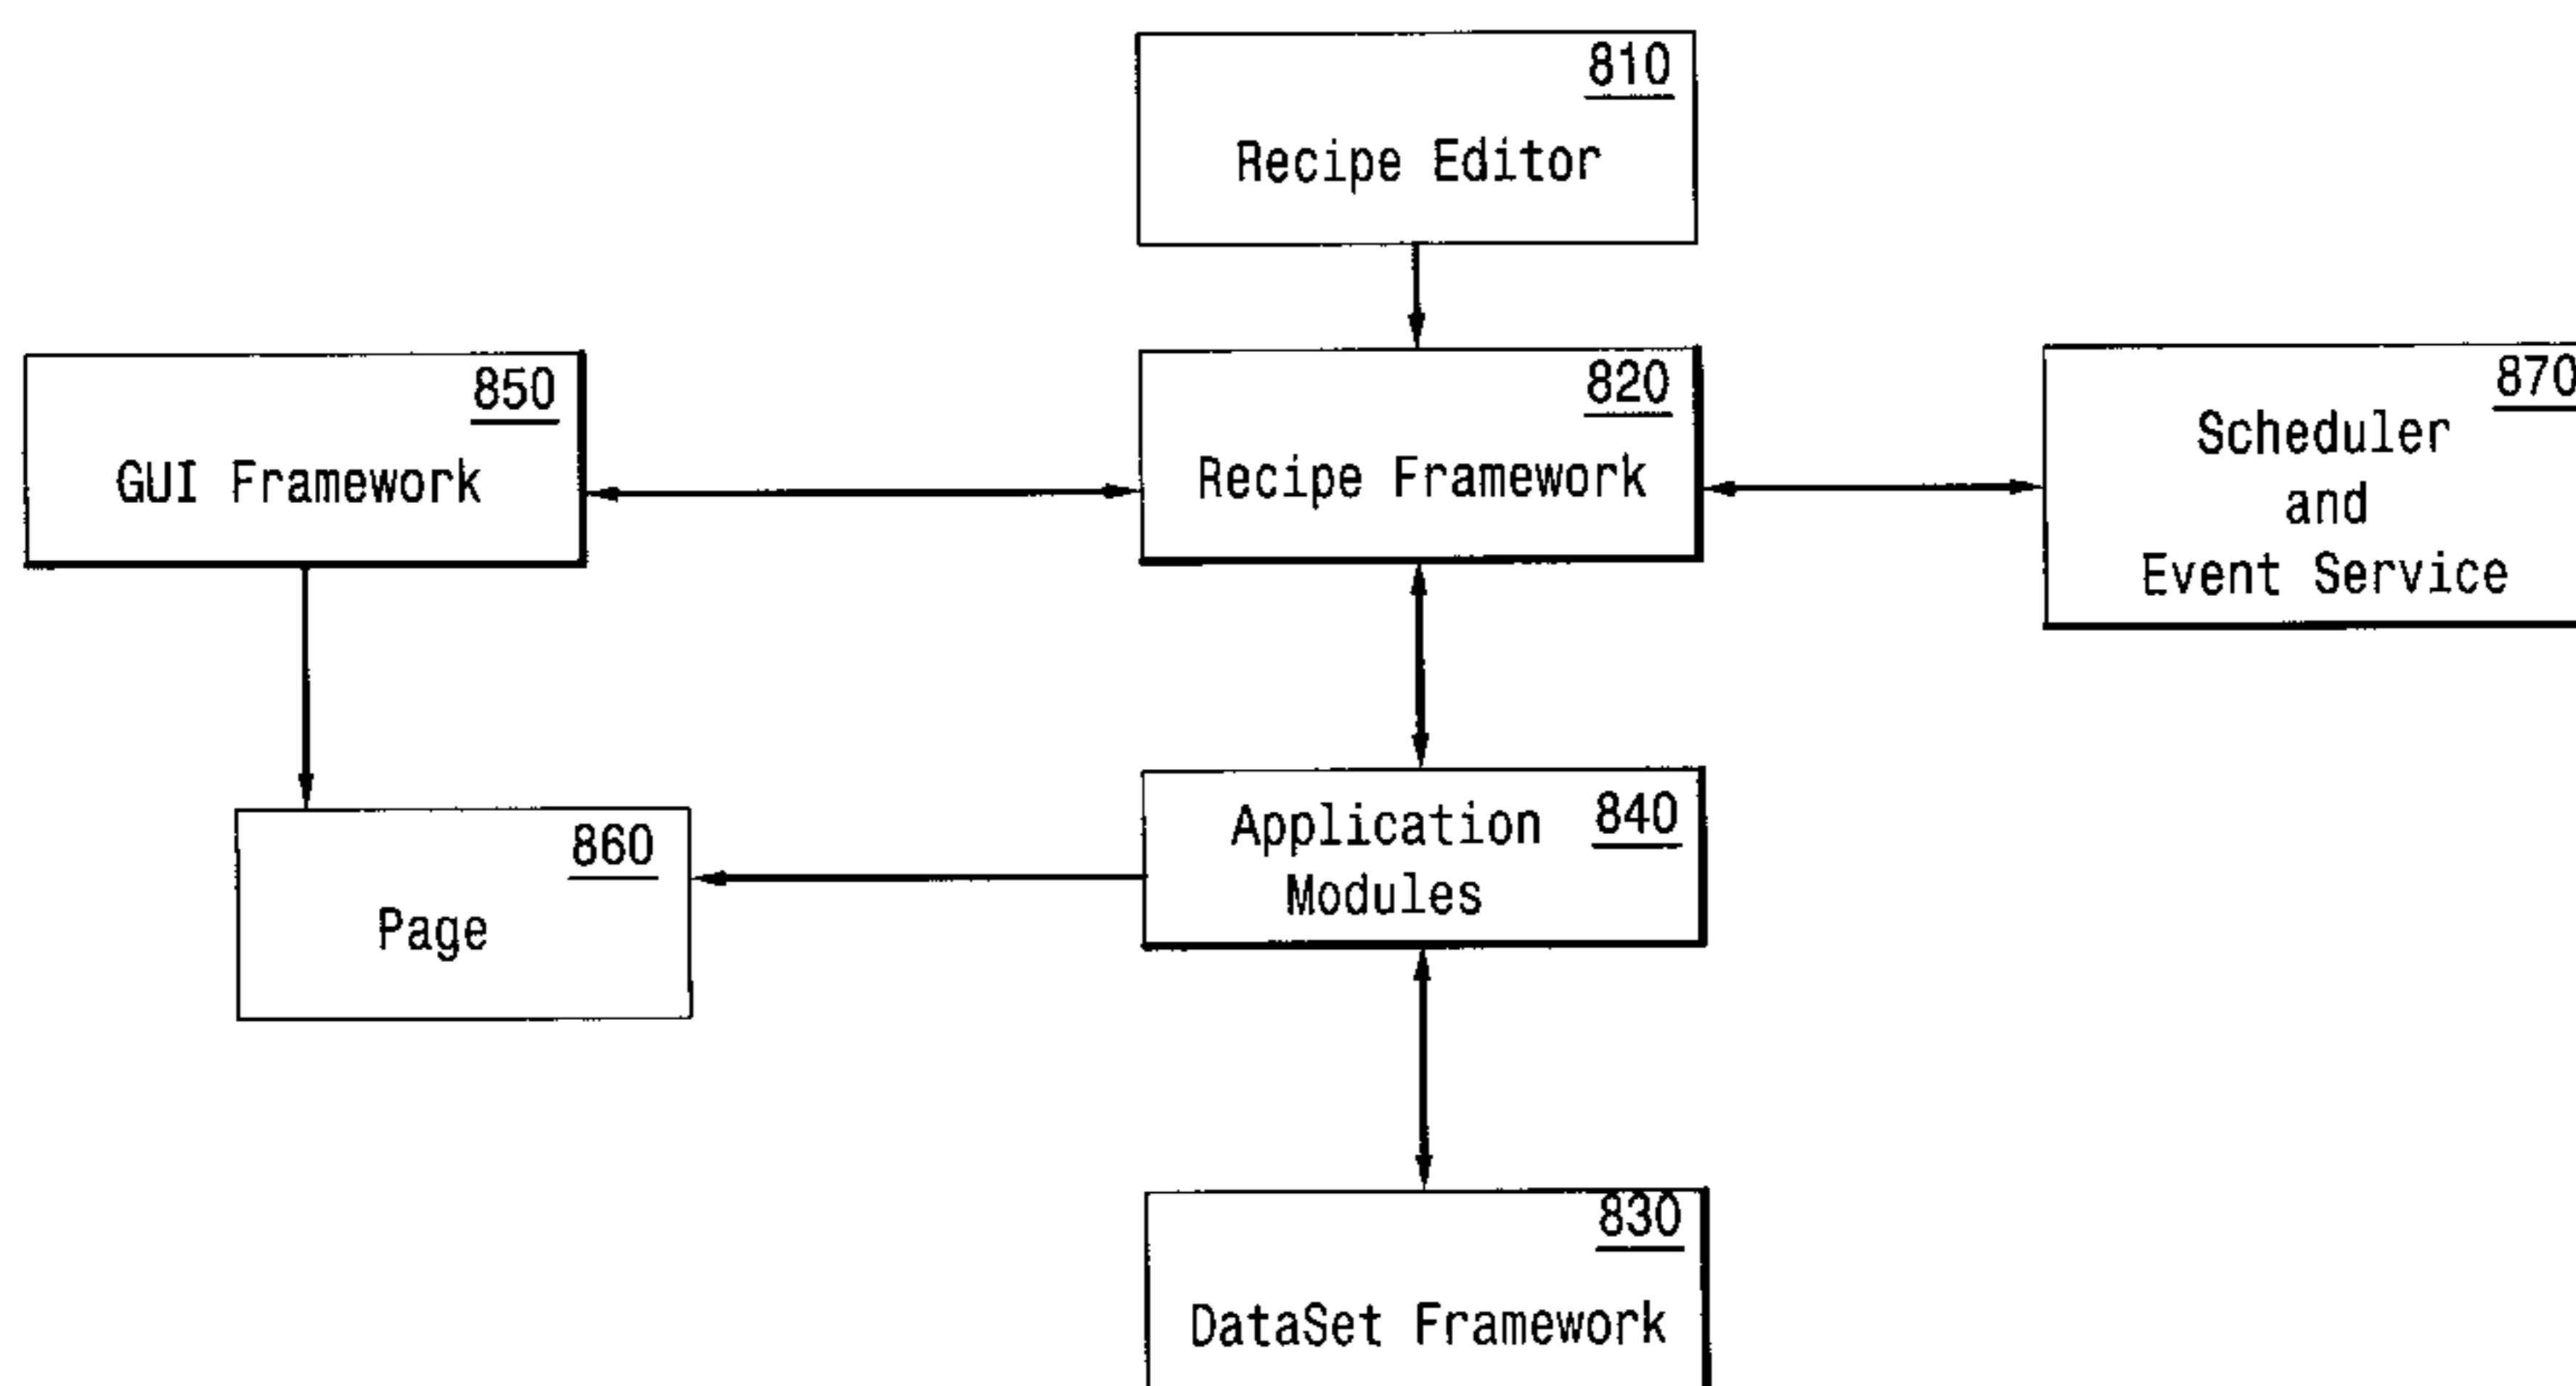 810
Recipe Editor
850
GUI Framework
820
Recipe Framework
870
Scheduler
and
Event Service
860
Page
Application 840
Modules
830
DataSet Framework